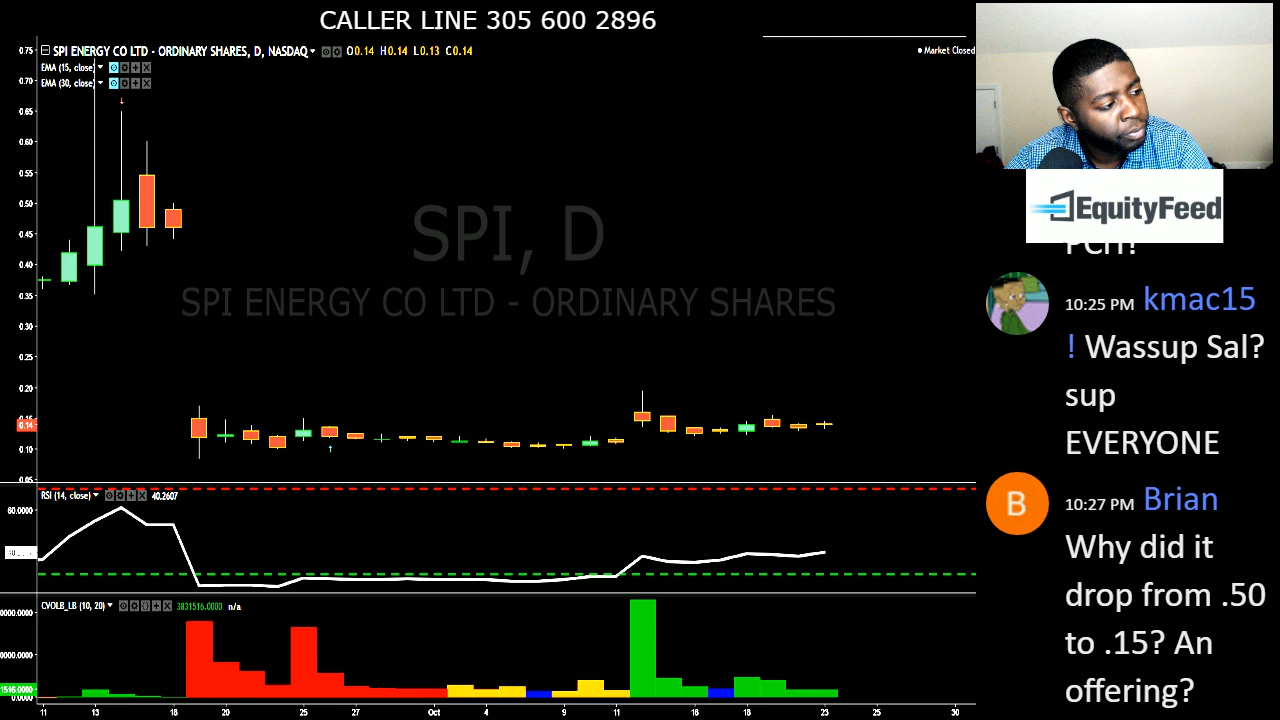 CALLER LINE 305 600 2896
0.75
SPI ENERGY CO LTD - ORDINARY SHARES, D, NASDAQ
O0.14 H0.14 L0.13 C0.14
Market Closed
EMA (15, close)
EMA (30, close)
0.70
0.65
0.60
0.55
0.50
0.45
0.40
0.35
0.30
0.25
0.20
0.15
0.14
0.10
0.05
SPI, D
SPI ENERGY CO LTD - ORDINARY SHARES
RSI (14, close)
40.2607
60.0000
CVOLB_LB (10, 20)
3831516.0000 n/a
11 13 18 20 25 27 Oct 4 9 11 16 18 23 25 30
EquityFeed
PCH?
10:25 PM kmac15
! Wassup Sal?
sup
EVERYONE
B
10:27 PM Brian
Why did it
drop from .50
to .15? An
offering?